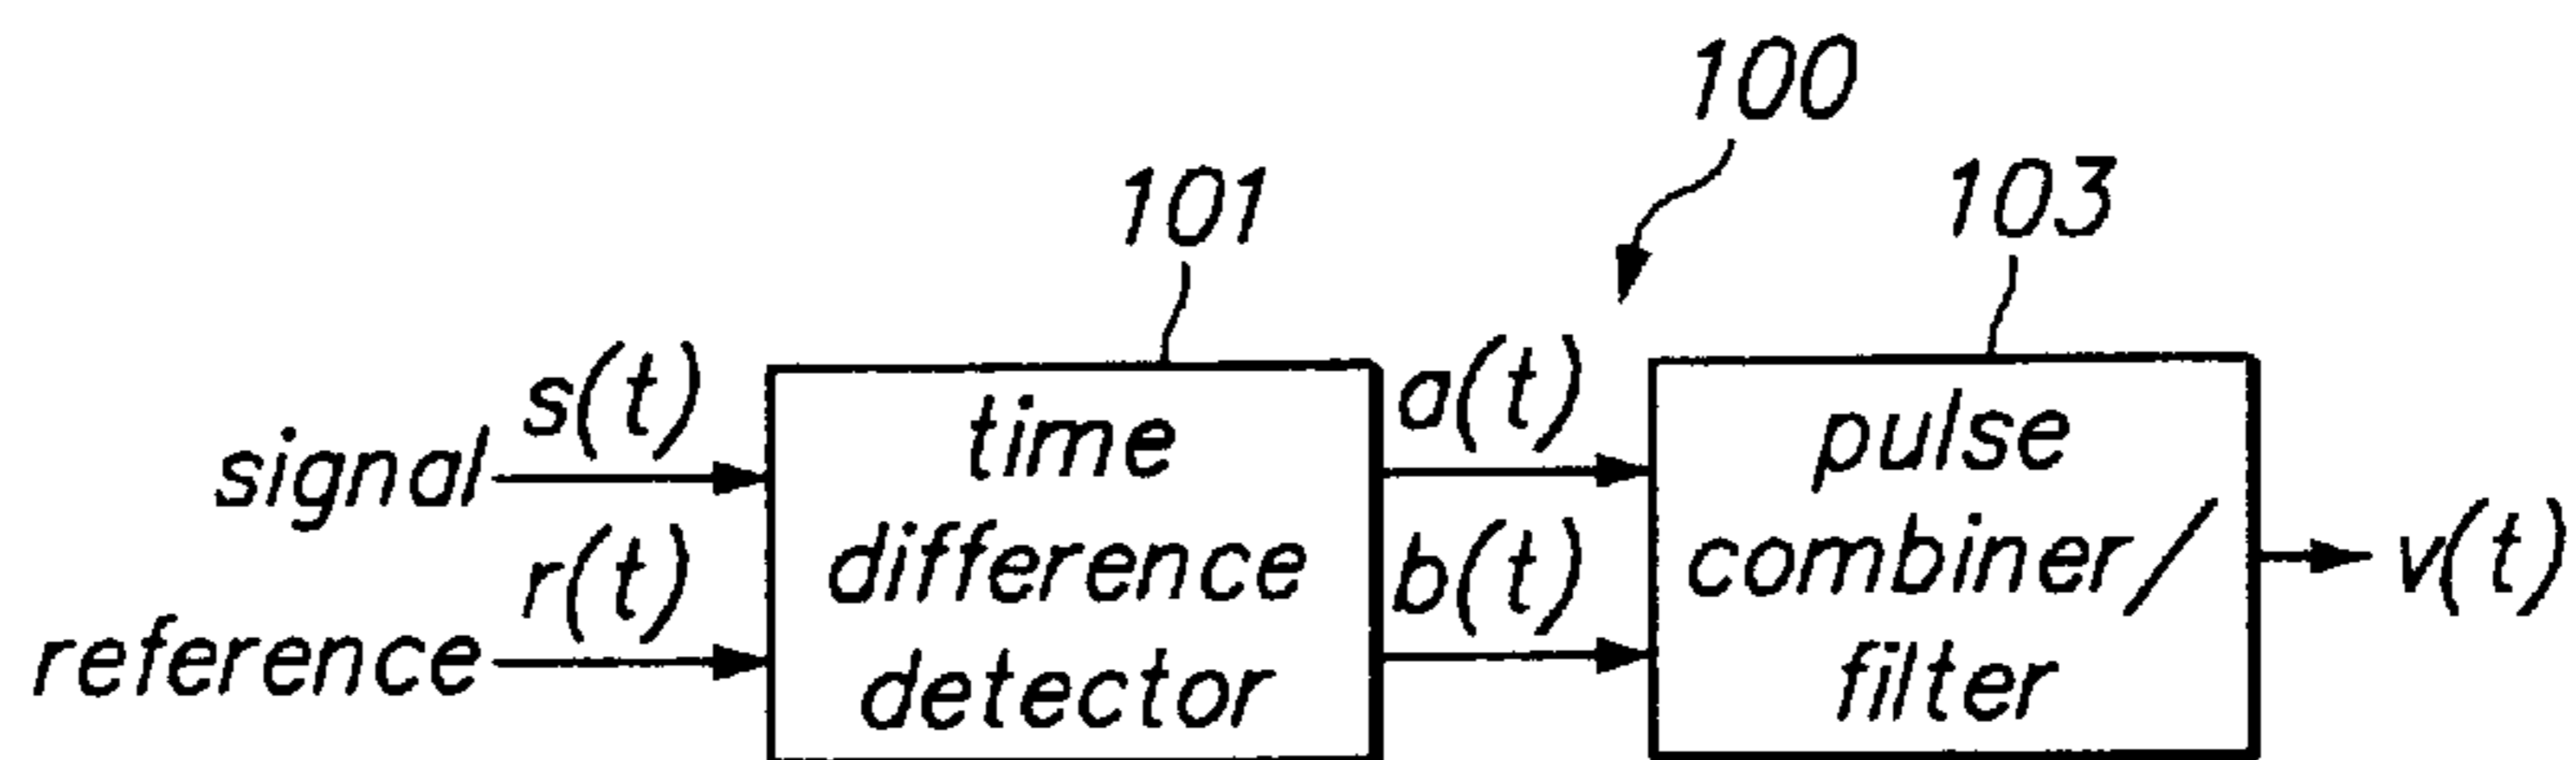 100
101
103
signal
s(t)
reference
r(t)
time
difference
detector
a(t)
b(t)
pulse
combiner/
filter
v(t)